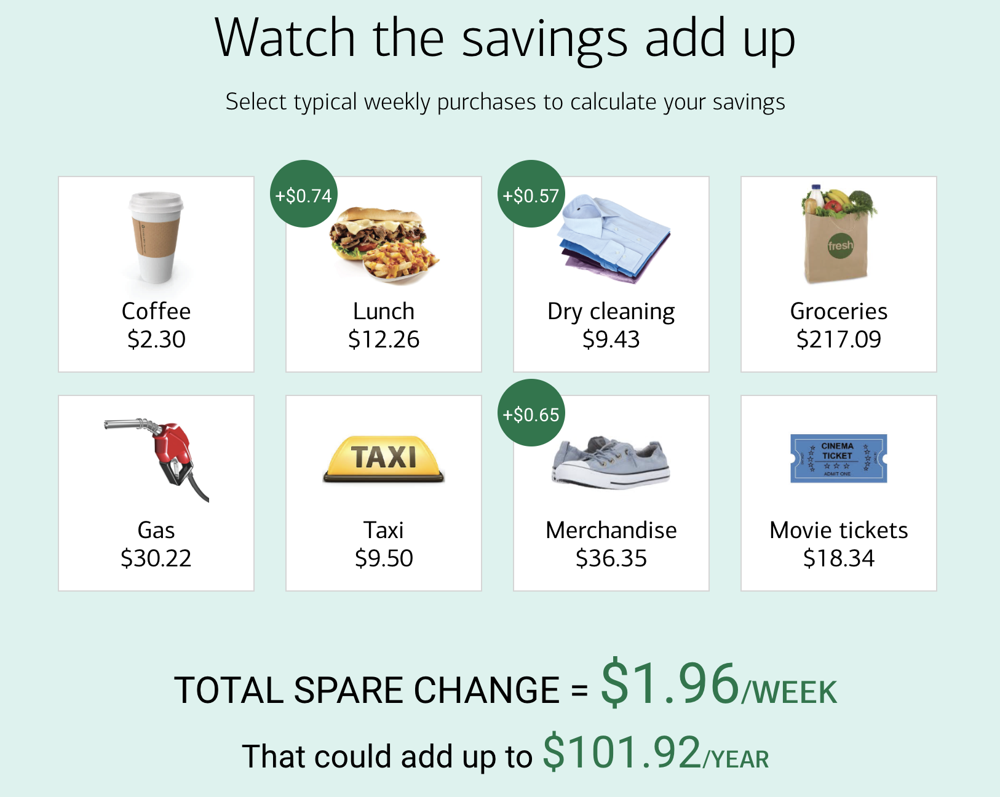 Watch the savings add up
Select typical weekly purchases to calculate your savings
+$0.74
+$0.57
fresh
Coffee
$2.30
Lunch
$12.26
Dry cleaning
$9.43
Groceries
$217.09
+$0.65
TAXI
CINEMA
TICKET
ADMIT ONE
Gas
$30.22
Taxi
$9.50
Merchandise
$36.35
Movie tickets
$18.34
TOTAL SPARE CHANGE = $1.96/WEEK
That could add up to $101.92/YEAR